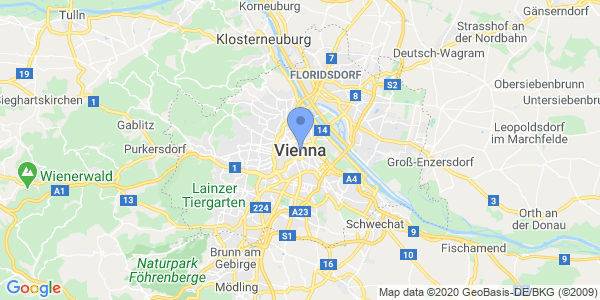 Korneuburg
Tulln
Gänserndorf
Strasshof an
der Nordbahn
Klosterneuburg
Deutsch-Wagram
7
19
FLORIDSDORF
S2
Obersiebenbrunn
Sieghartskirchen
1
8
Untersiebenbrunn
Gablitz
14
Leopoldsdorf
im Marchfelde
Purkersdorf
Vienna
Groß-Enzersdorf
1
Wienerwald
A1
Lainzer
Tiergarten
A4
3
224
A23
Orth an
der Donau
S1
9
Schwechat
Fischamend
Naturpark
Föhrenberge
Brunn am
Gebirge
16
9
Mödling
Google
Map data ©2020 GeoBasis-DE/BKG (©2009)